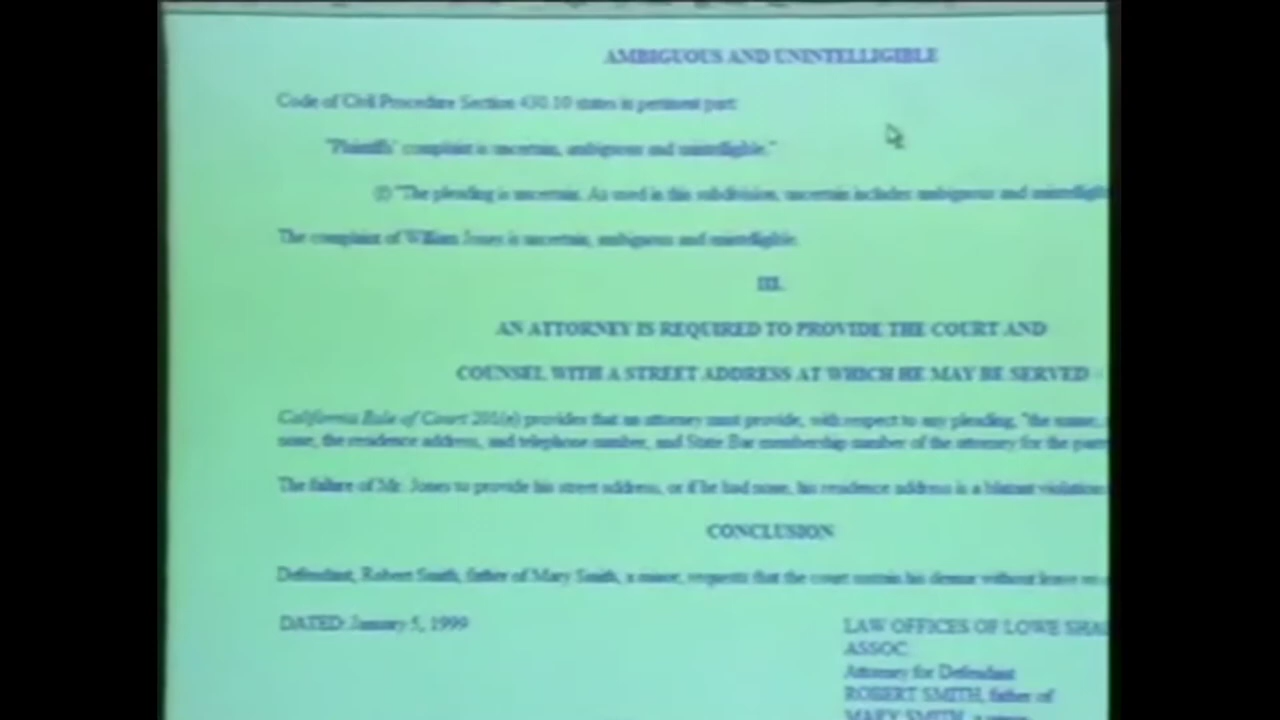 AMBIGUOUS AND UNINTELLIGIBLE
Code of Civil Procedure Section 430.10 states in pertinent part:
"Plaintiffs' complaint is uncertain, ambiguous and unintelligible."
(f) "The pleading is uncertain. As used in this subdivision, uncertain includes ambiguous and
The complaint of William Jones is uncertain, ambiguous and unintelligible.
III.
AN ATTORNEY IS REQUIRED TO PROVIDE THE COURT AND
COUNSEL WITH A STREET ADDRESS AT WHICH HE MAY BE SERVED
California Rule of Court 201(e) provides that an attorney must provide, with respect to any pleading, "the name,
none, the residence address, and telephone number, and State Bar membership number of the attorney for the
The failure of Mr. Jones to provide his street address, or if he had none, his residence address is a blatant violation
CONCLUSION
Defendant, Robert Smith, father of Mary Smith, a minor, requests that the court sustain his demur without leave
DATED: January 5, 1999
LAW OFFICES OF LOWE
ASSOC.
Attorney for Defendant
ROBERT SMITH, father of
MARY SMITH, a minor